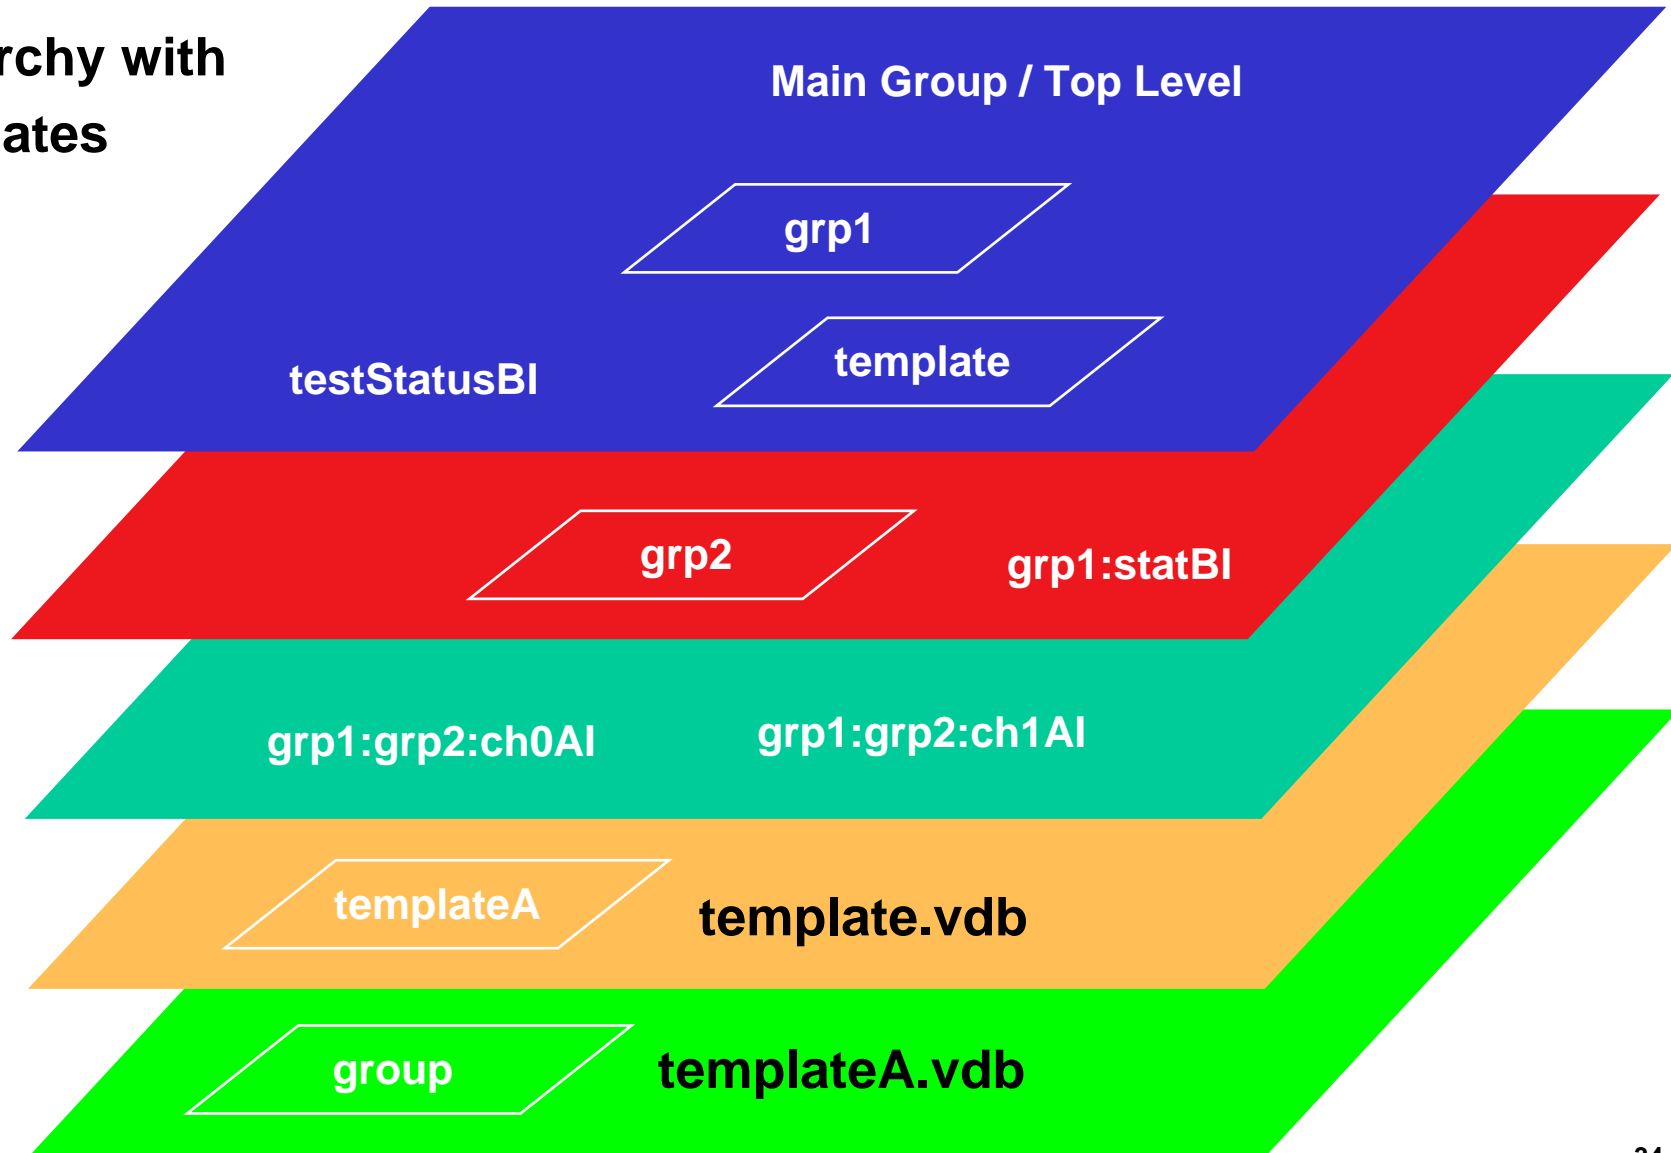 rchy with
ates
Main Group / Top Level
grp1
template
testStatusBI
grp2
grp1:statBI
grp1:grp2:ch0AI
grp1:grp2:ch1AI
templateA
template.vdb
group
templateA.vdb